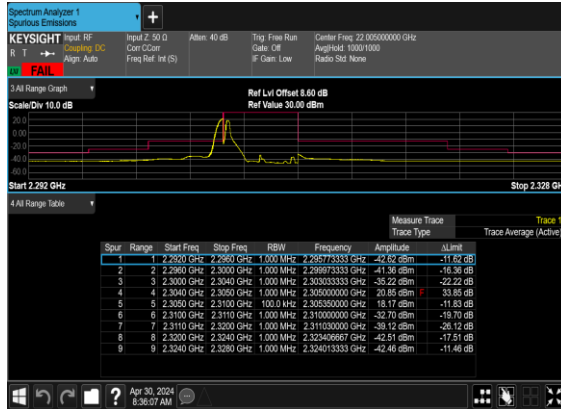 Spectrum Analyzer 1
Spurious Emissions
KEYSIGHT Input: RF Input Z: 50 Ω Atten: 40 dB Trig: Free Run Center Freq: 22.005000000 GHz
R T Coupling: DC Corr CCorr Gate: Off Avg|Hold: 1000/1000
Align: Auto Freq Ref: Int (S) IF Gain: Low Radio Std: None
FAIL
3 All Range Graph
Ref Lvl Offset 8.60 dB
Scale/Div 10.0 dB Ref Value 30.00 dBm
20.0
0.00
-20.0
-40.0
-60.0
Start 2.292 GHz Stop 2.328 GH
4 All Range Table
Measure Trace Trace 1
Trace Type Trace Average (Active)
Spur Range Start Freq Stop Freq RBW Frequency Amplitude ΔLimit
1 1 2.2920 GHz 2.2960 GHz 1.000 MHz 2.295773333 GHz -42.62 dBm -11.62 dB
2 2 2.2960 GHz 2.3000 GHz 1.000 MHz 2.299973333 GHz -41.36 dBm -16.36 dB
3 3 2.3000 GHz 2.3040 GHz 1.000 MHz 2.303033333 GHz -35.22 dBm -22.22 dB
4 4 2.3040 GHz 2.3050 GHz 1.000 MHz 2.305000000 GHz 20.85 dBm F 33.85 dB
5 5 2.3050 GHz 2.3100 GHz 100.0 kHz 2.305350000 GHz 18.17 dBm -11.83 dB
6 6 2.3100 GHz 2.3110 GHz 1.000 MHz 2.310000000 GHz -32.70 dBm -19.70 dB
7 7 2.3110 GHz 2.3200 GHz 1.000 MHz 2.311030000 GHz -39.12 dBm -26.12 dB
8 8 2.3200 GHz 2.3240 GHz 1.000 MHz 2.323406667 GHz -42.51 dBm -17.51 dB
9 9 2.3240 GHz 2.3280 GHz 1.000 MHz 2.324013333 GHz -42.46 dBm -11.46 dB
Apr 30, 2024
8:36:07 AM